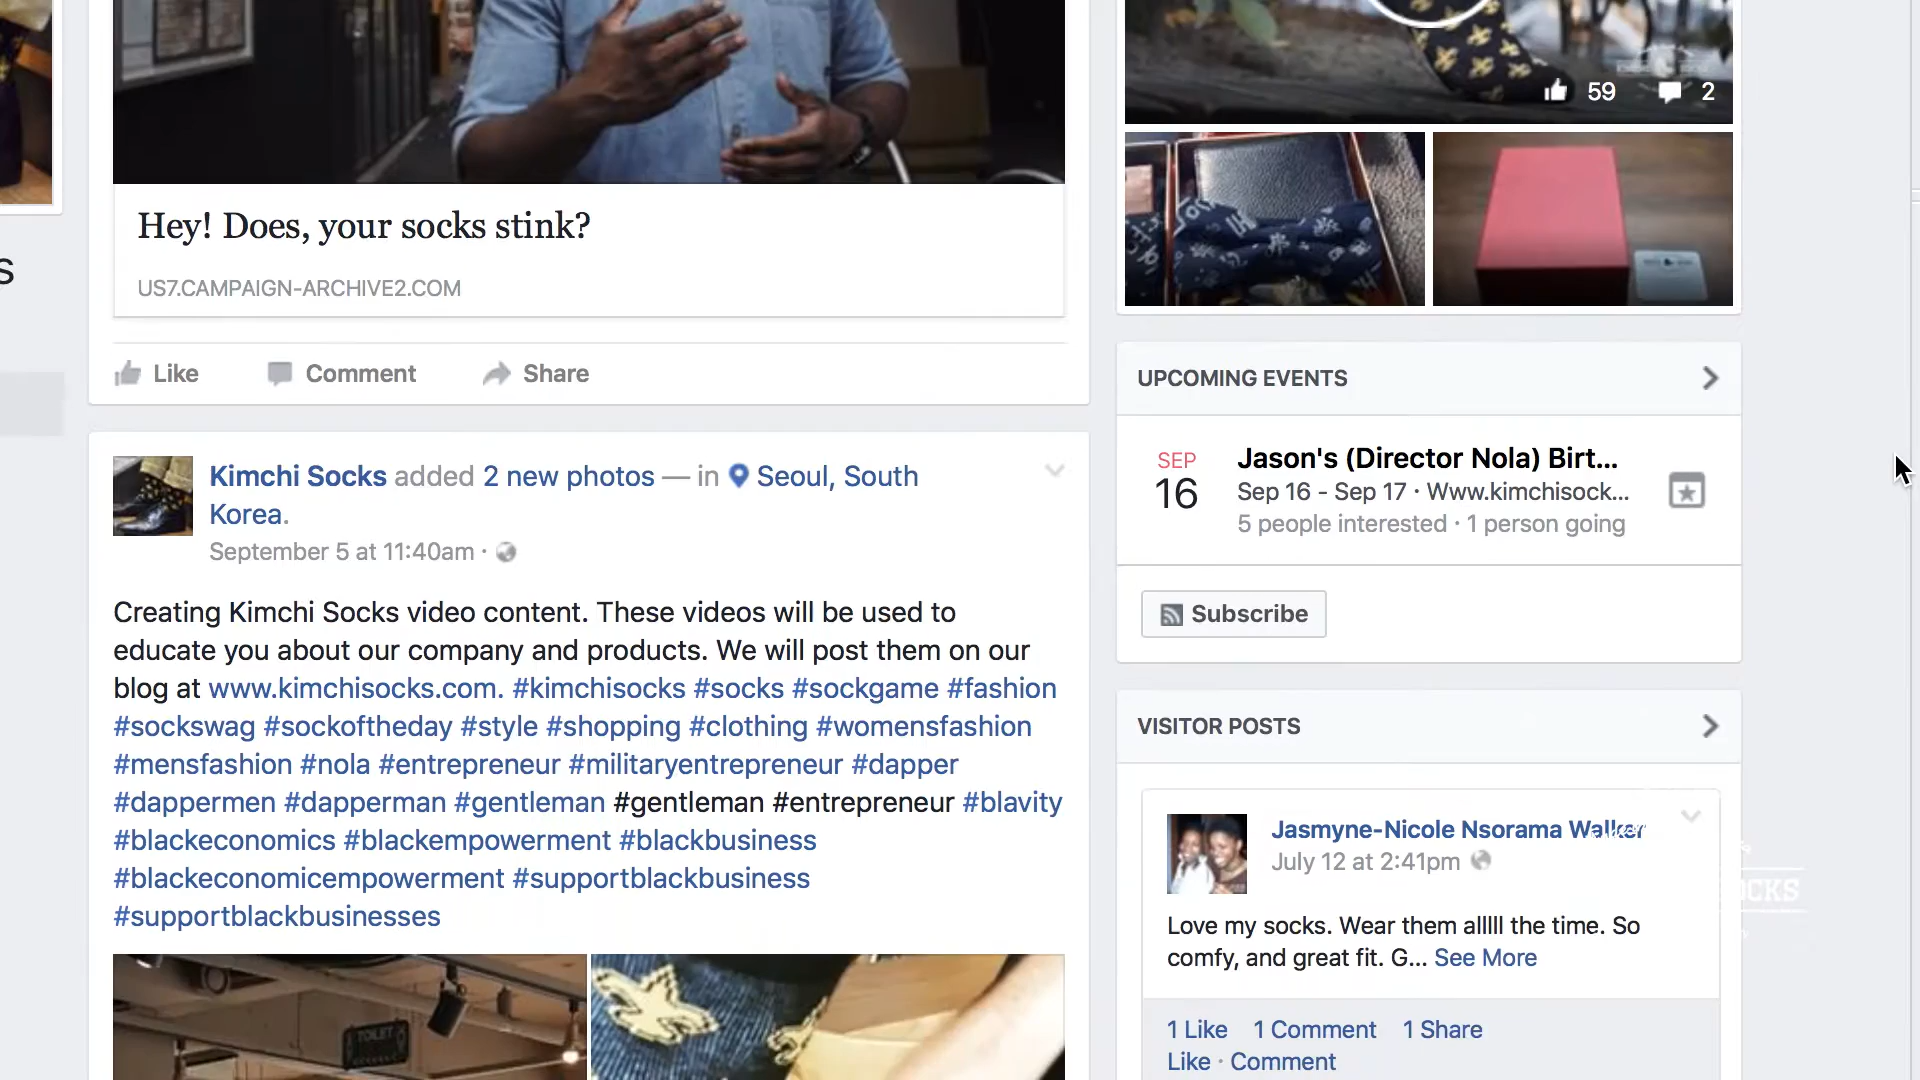 Hey! Does, your socks stink?
US7.CAMPAIGN-ARCHIVE2.COM
Like Comment Share
S
Kimchi Socks added 2 new photos — in Seoul, South
Korea.
September 5 at 11:40am ·
Creating Kimchi Socks video content. These videos will be used to
educate you about our company and products. We will post them on our
blog at www.kimchisocks.com. #kimchisocks #socks #sockgame #fashion
#sockswag #sockoftheday #style #shopping #clothing #womensfashion
#mensfashion #nola #entrepreneur #militaryentrepreneur #dapper
#dappermen #dapperman #gentleman #gentleman #entrepreneur #blavity
#blackeconomics #blackempowerment #blackbusiness
#blackeconomicempowerment #supportblackbusiness
#supportblackbusinesses
TOILET
59 2
UPCOMING EVENTS
SEP
16
Jason's (Director Nola) Birt...
Sep 16 - Sep 17 · Www.kimchisock...
5 people interested · 1 person going
Subscribe
VISITOR POSTS
Jasmyne-Nicole Nsorama Walker
July 12 at 2:41pm
Love my socks. Wear them alllll the time. So
comfy, and great fit. G... See More
1 Like 1 Comment 1 Share
Like · Comment
OCKS